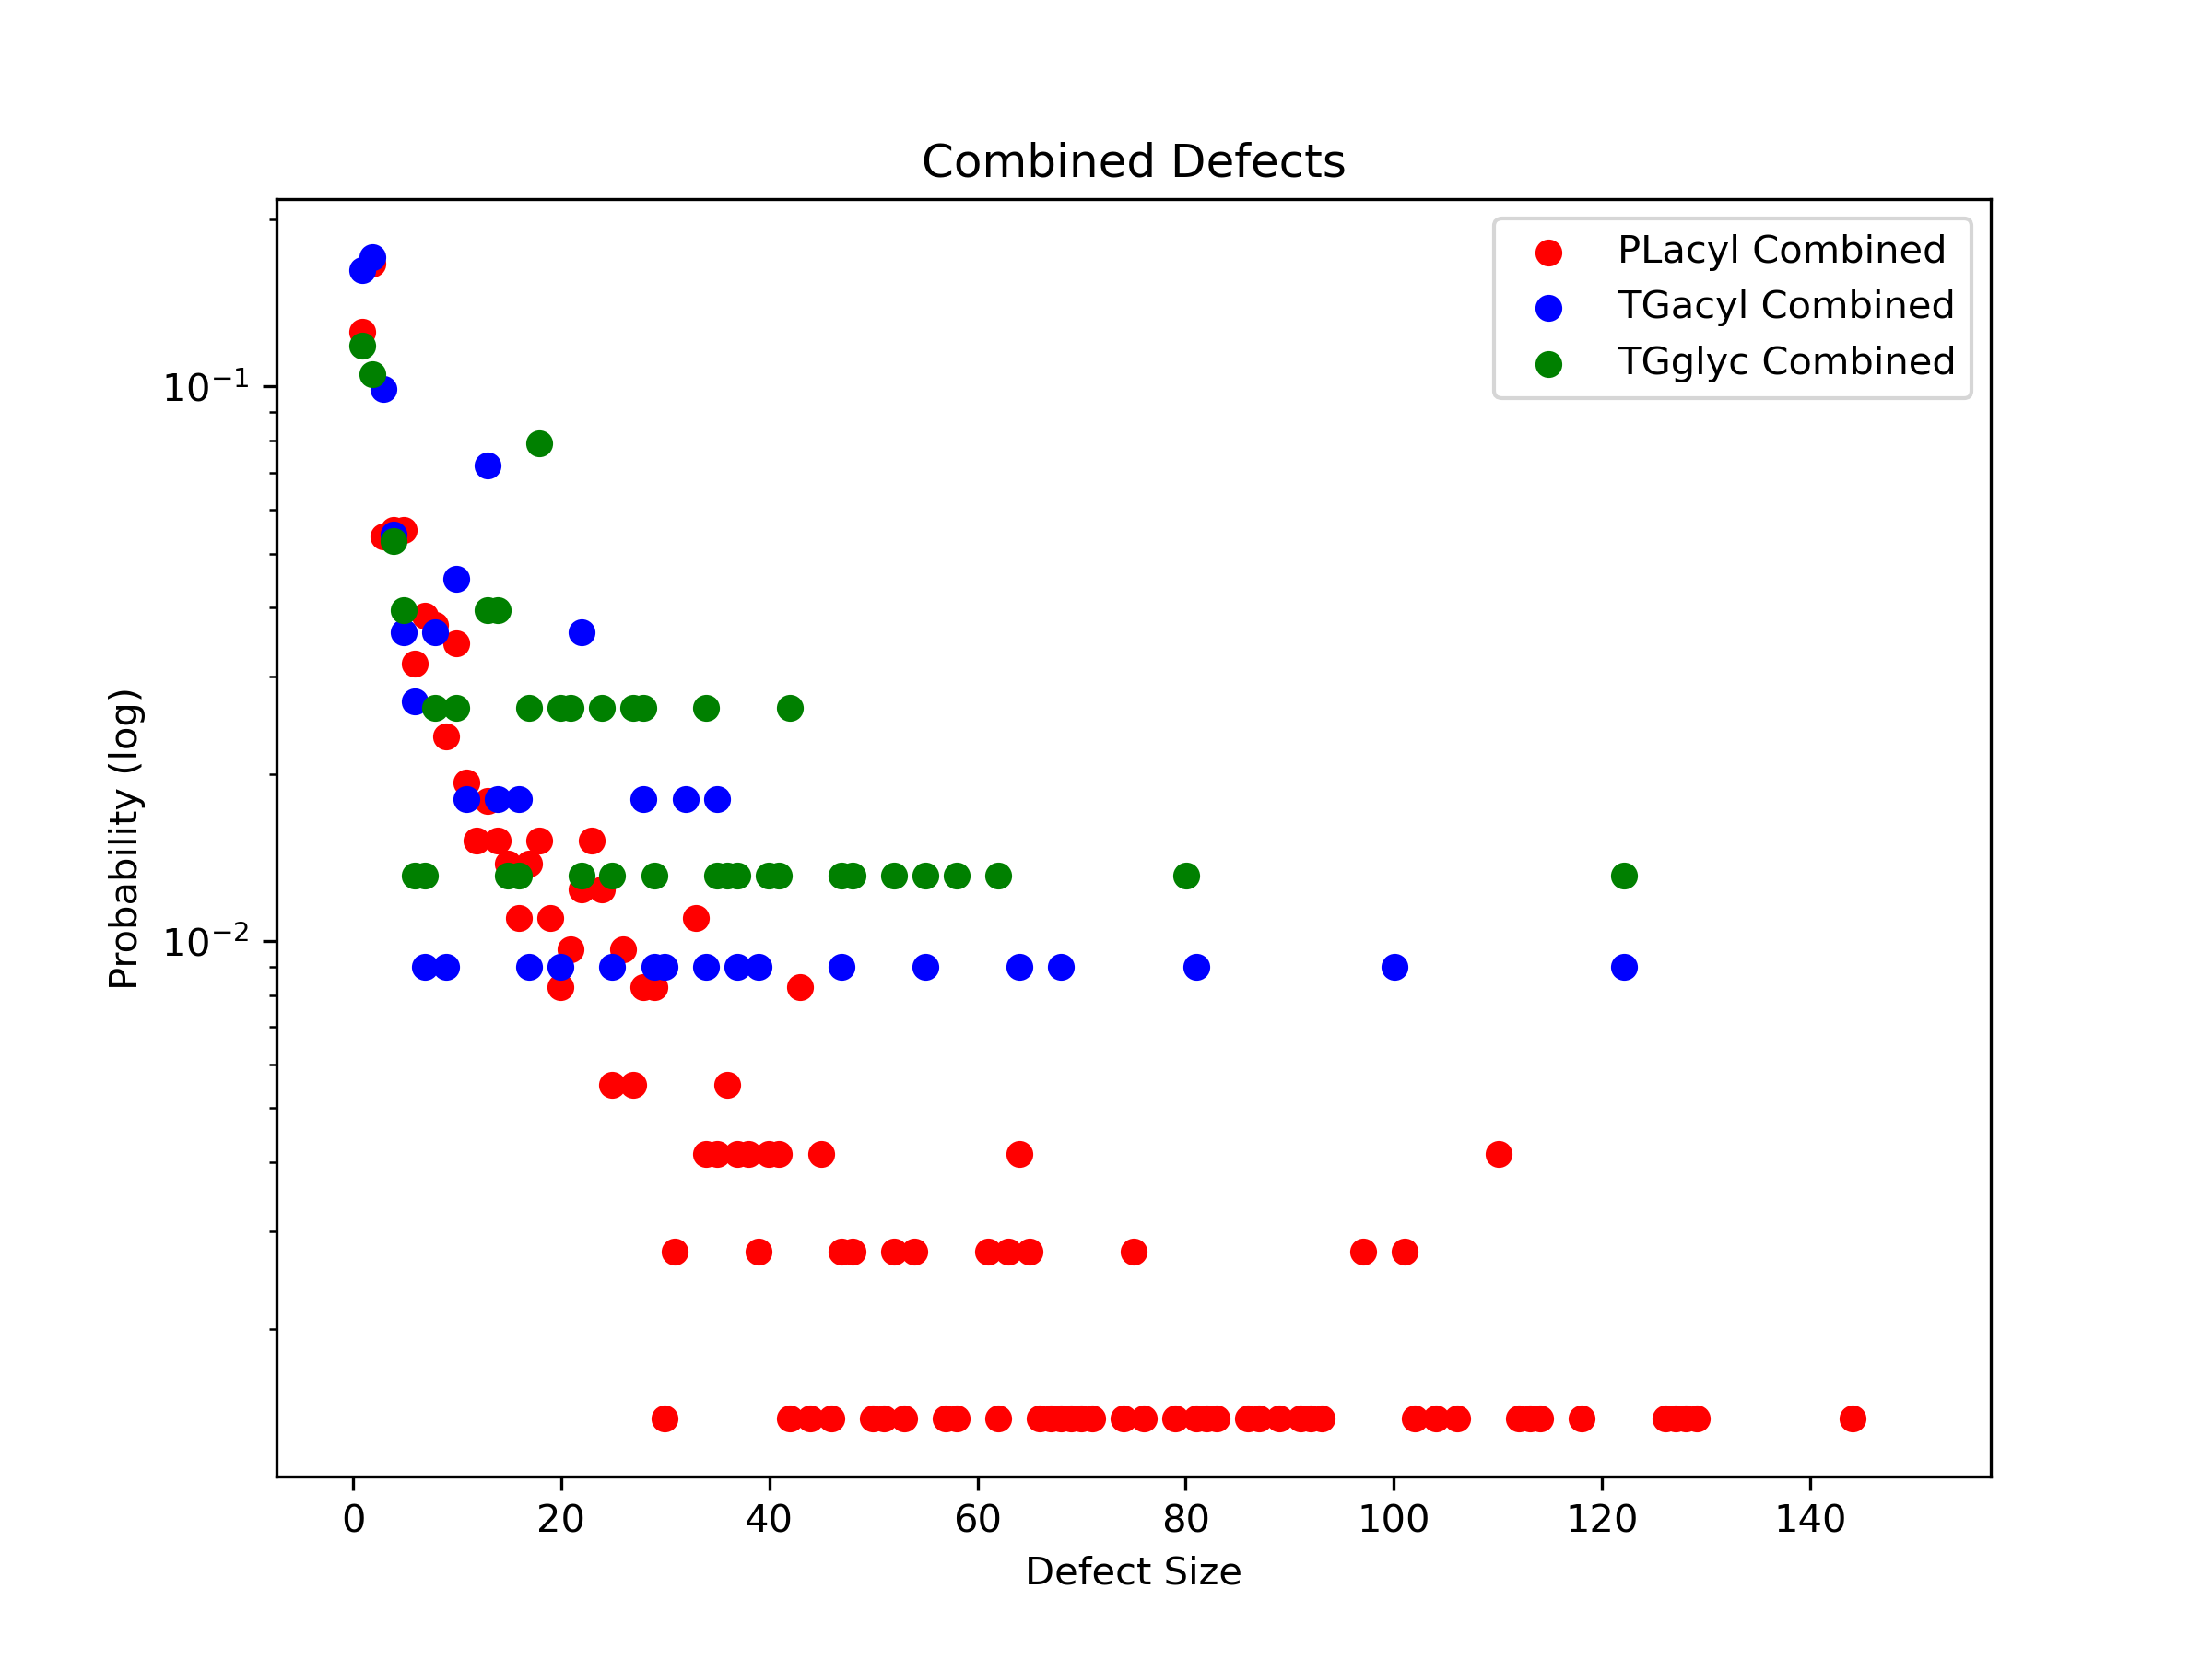 Combined Defects
PLacyl Combined
TGacyl Combined
TGglyc Combined
Probability (log)
10⁻¹
10⁻²
0 20 40 60 80 100 120 140
Defect Size